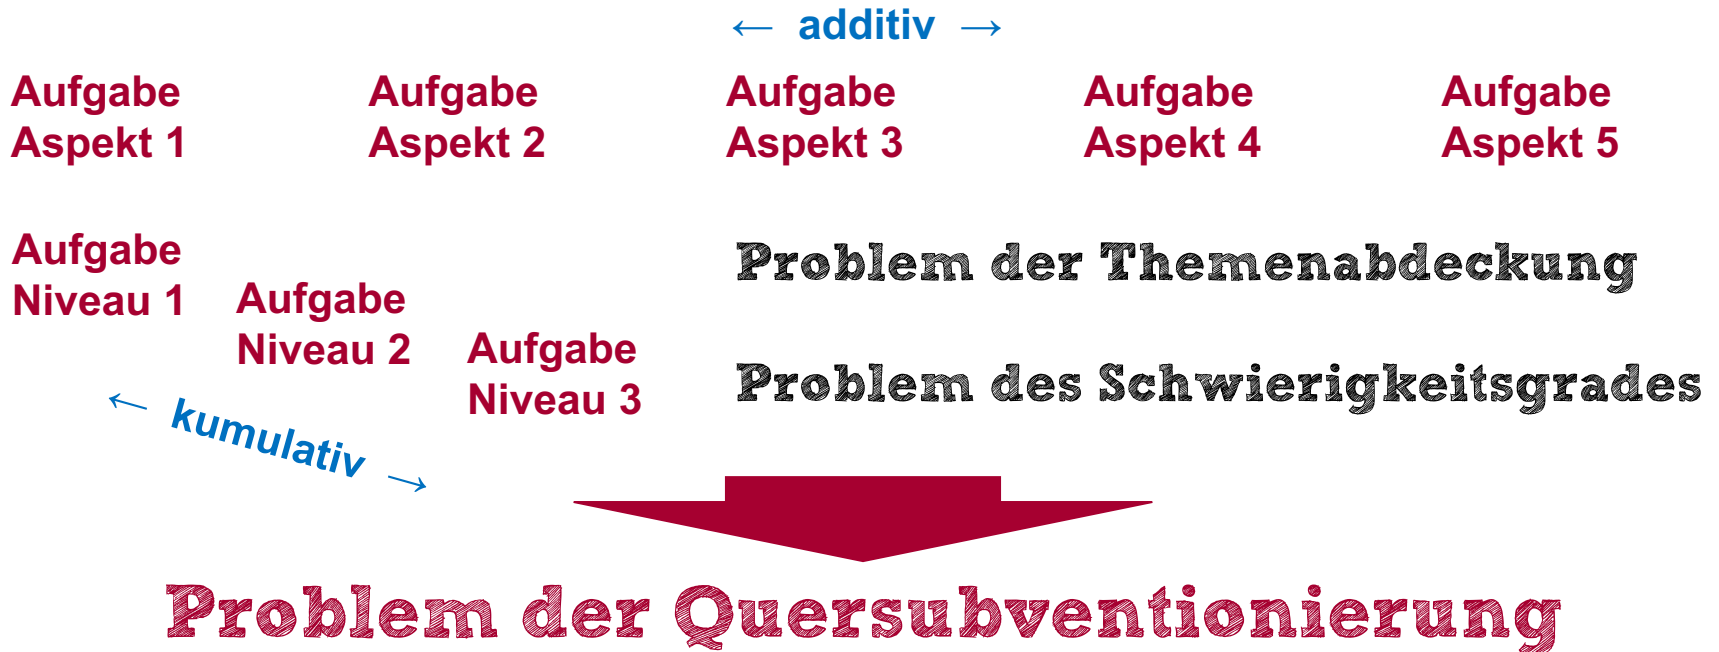 ← additiv →
Aufgabe
Aspekt 1
Aufgabe
Aspekt 2
Aufgabe
Aspekt 3
Aufgabe
Aspekt 4
Aufgabe
Aspekt 5
Aufgabe
Niveau 1
Aufgabe
Niveau 2
Aufgabe
Niveau 3
← kumulativ →
Problem der Themenabdeckung
Problem des Schwierigkeitsgrades
Problem der Quersubventionierung